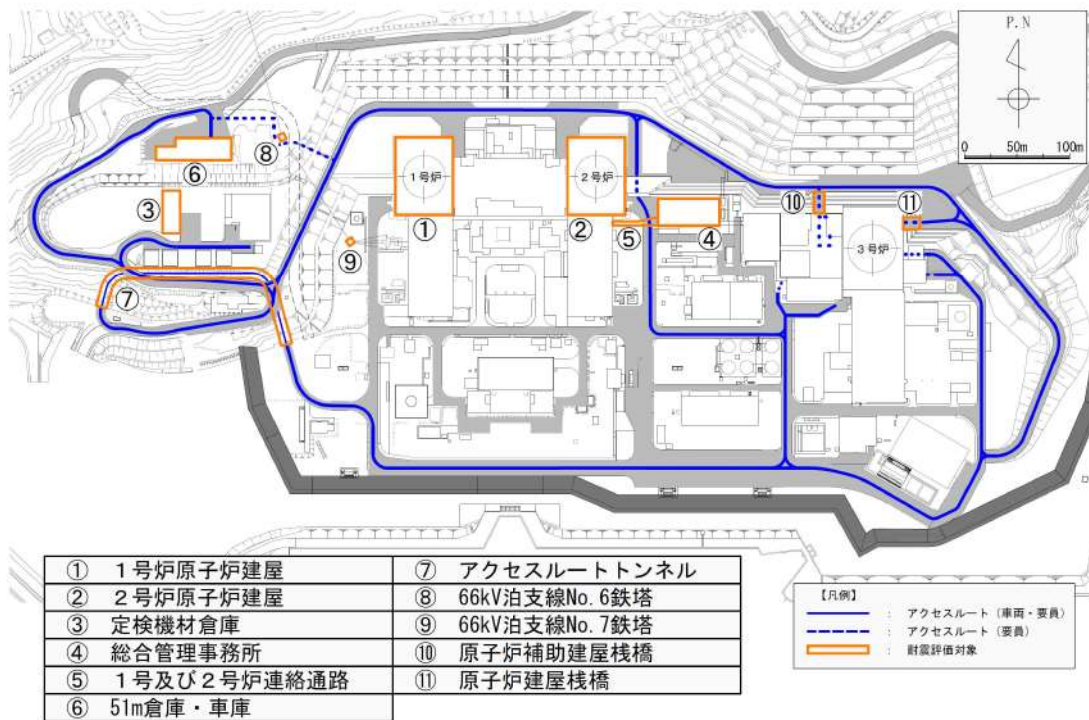 P.N
0 50m 100m
⑧
⑥
③
1号炉
2号炉
⑩
⑪
①
②
⑤
④
3号炉
⑨
⑦
① 1号炉原子炉建屋
② 2号炉原子炉建屋
③ 定検機材倉庫
④ 総合管理事務所
⑤ 1号及び2号炉連絡通路
⑥ 51m倉庫・車庫
⑦ アクセスルートトンネル
⑧ 66kV泊支線No.6鉄塔
⑨ 66kV泊支線No.7鉄塔
⑩ 原子炉補助建屋桟橋
⑪ 原子炉建屋桟橋
【凡例】
: アクセスルート（車両・要員）
: アクセスルート（要員）
: 耐震評価対象